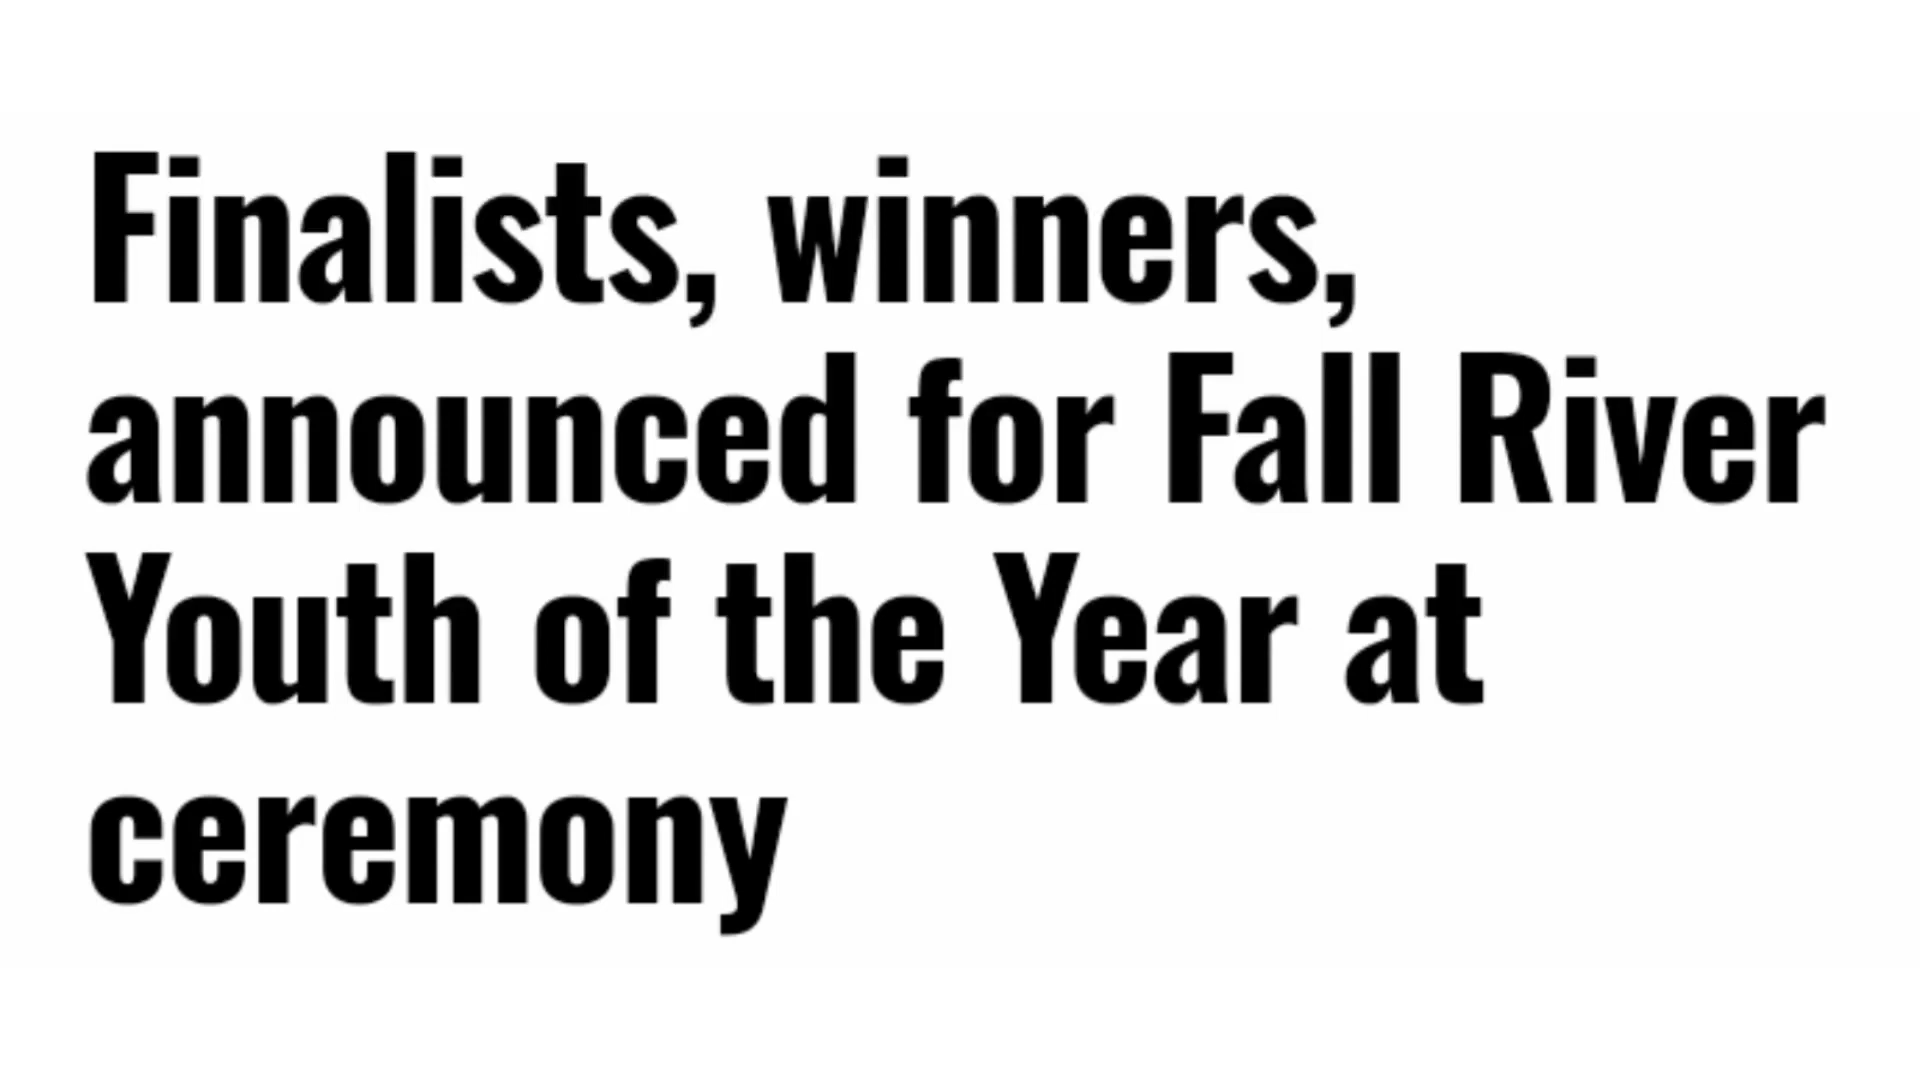 Finalists, winners,
announced for Fall River
Youth of the Year at
ceremony